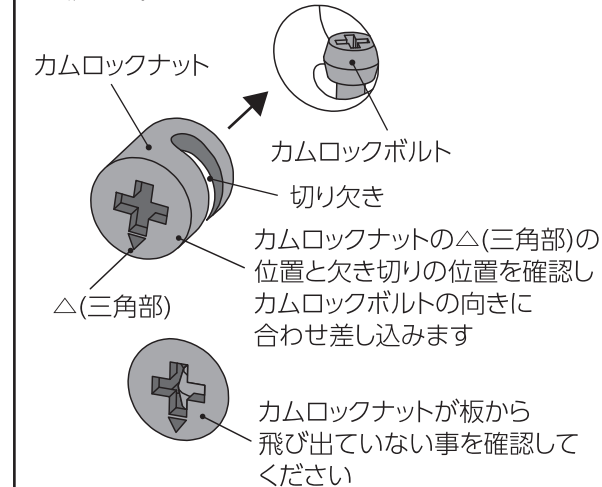 カムロックナット
カムロックボルト
切り欠き
カムロックナットの△(三角部)の
位置と欠き切りの位置を確認し
カムロックボルトの向きに
合わせ差し込みます
△(三角部)
カムロックナットが板から
飛び出ていない事を確認して
ください